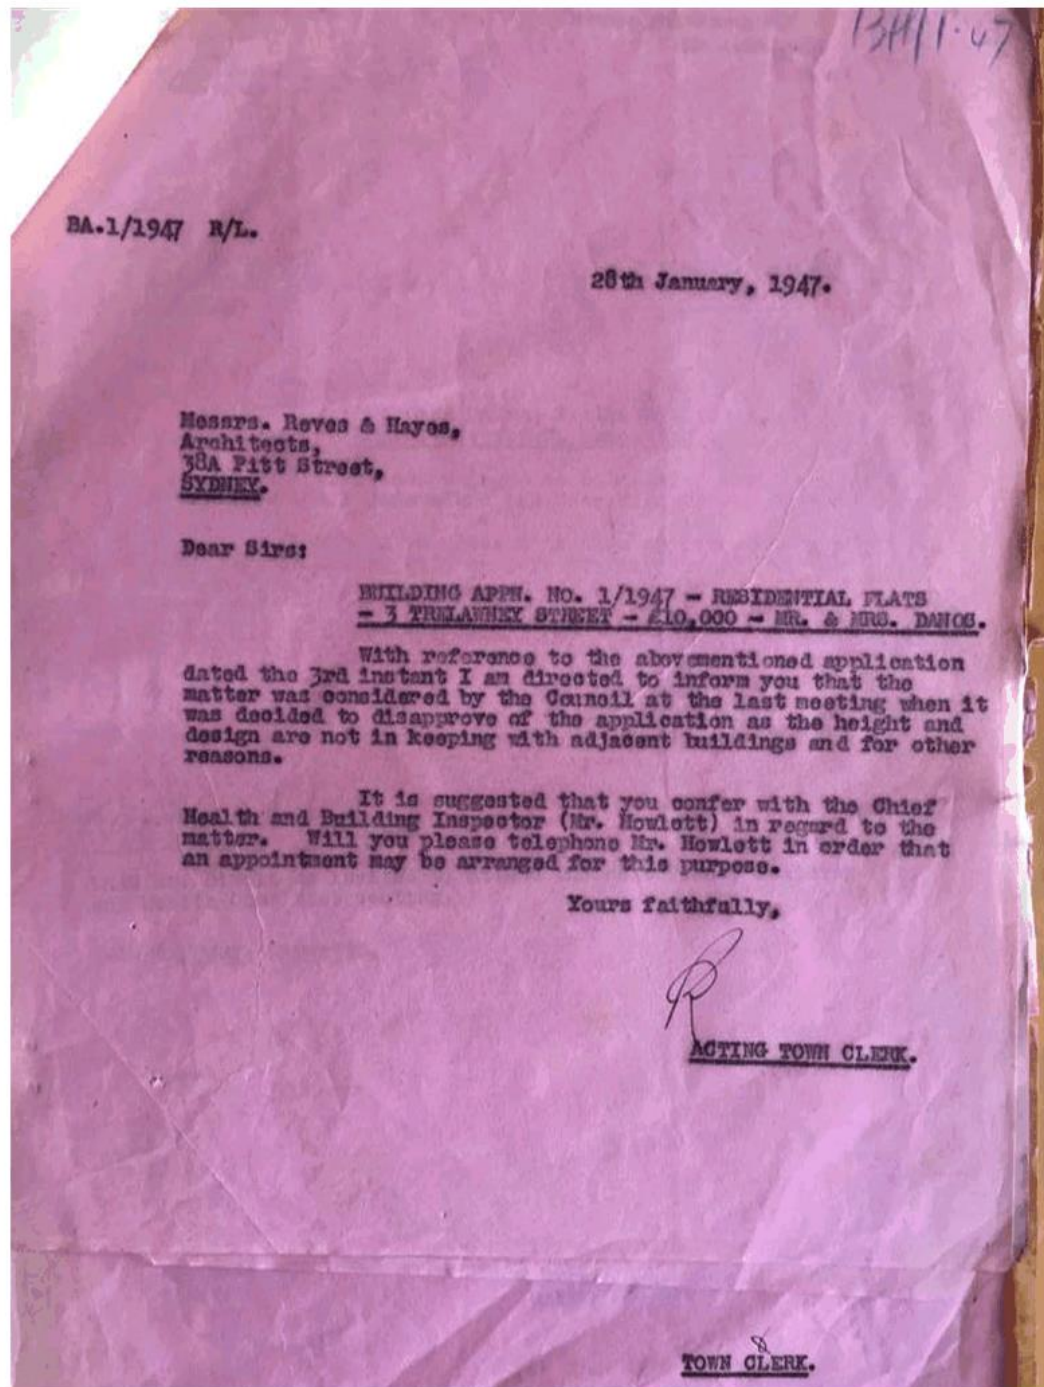 BA.1/1947 R/L.
28th January, 1947.
Messrs. Reves & Hayes,
Architects,
38A Pitt Street,
SYDNEY.
Dear Sirs:
BUILDING APPN. NO. 1/1947 - RESIDENTIAL FLATS
- 3 TRELAWNEY STREET - £10,000 - MR. & MRS. DANOS.
With reference to the abovementioned application
dated the 3rd instant I am directed to inform you that the
matter was considered by the Council at the last meeting when it
was decided to disapprove of the application as the height and
design are not in keeping with adjacent buildings and for other
reasons.
It is suggested that you confer with the Chief
Health and Building Inspector (Mr. Howlett) in regard to the
matter. Will you please telephone Mr. Howlett in order that
an appointment may be arranged for this purpose.
Yours faithfully,
R
ACTING TOWN CLERK.
TOWN CLERK.